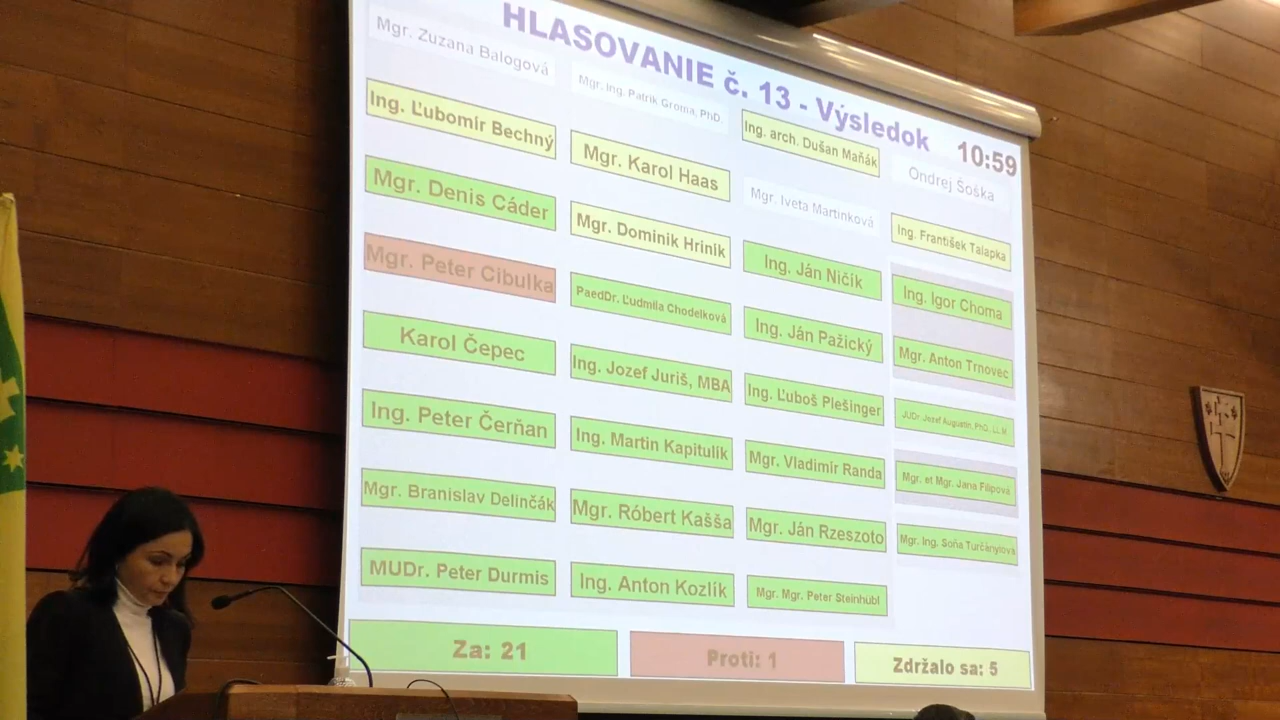 HLASOVANIE č. 13 - Výsledok
10:59
Mgr. Zuzana Balogová
Ing. Ľubomír Bechný
Mgr. Denis Cáder
Mgr. Peter Cibulka
Karol Čepec
Ing. Peter Čerňan
Mgr. Branislav Delinčák
MUDr. Peter Durmis
Mgr. Ing. Patrik Groma, PhD.
Mgr. Karol Haas
Mgr. Dominik Hriník
PaedDr. Ľudmila Chodelková
Ing. Jozef Juriš, MBA
Ing. Martin Kapitulík
Mgr. Róbert Kašša
Ing. Anton Kozlík
Ing. arch. Dušan Maňák
Mgr. Iveta Martinková
Ing. Ján Ničík
Ing. Ján Pažický
Ing. Ľuboš Plešinger
Mgr. Vladimír Randa
Mgr. Ján Rzeszoto
Mgr. Mgr. Peter Steinhübl
Ondrej Šoška
Ing. František Talapka
Ing. Igor Choma
Mgr. Anton Trnovec
JUDr. Jozef Augustín, PhD., LL.M.
Mgr. et Mgr. Jana Filipová
Mgr. Ing. Soňa Turčányiová
Za: 21
Proti: 1
Zdržalo sa: 5